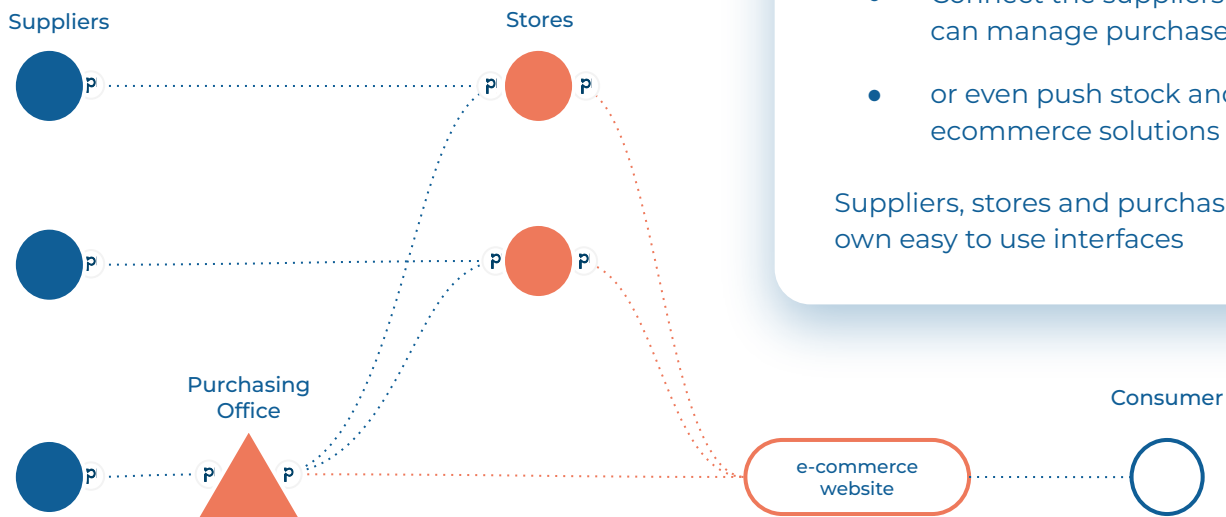 Suppliers
Stores
can manage purchase
● or even push stock and
ecommerce solutions
Suppliers, stores and purchas
own easy to use interfaces
Purchasing
Office
Consumer
e-commerce
website